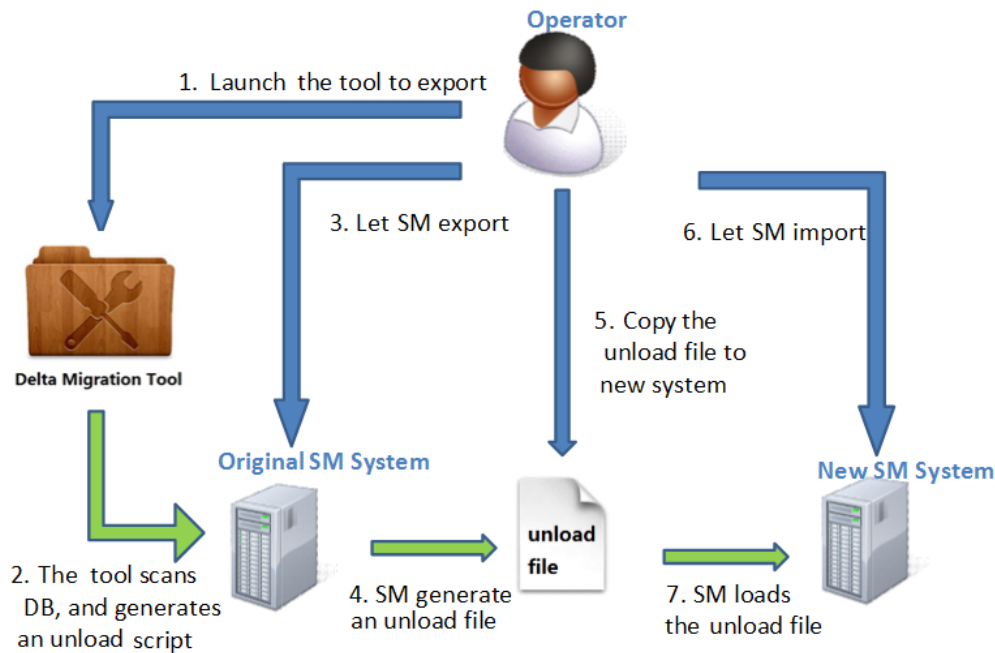 Operator
1. Launch the tool to export
3. Let SM export
6. Let SM import
5. Copy the
unload file to
new system
Delta Migration Tool
Original SM System
New SM System
unload
file
2. The tool scans
DB, and generates
an unload script
4. SM generate
an unload file
7. SM loads
the unload file